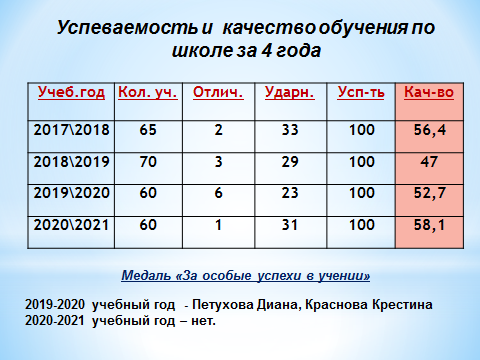 Успеваемость и качество обучения по
школе за 4 года
Учеб.год Кол. уч. Отлич. Ударн. Усп-ть Кач-во
2017\2018 65 2 33 100 56,4
2018\2019 70 3 29 100 47
2019\2020 60 6 23 100 52,7
2020\2021 60 1 31 100 58,1
Медаль «За особые успехи в учении»
2019-2020 учебный год - Петухова Диана, Краснова Крестина
2020-2021 учебный год – нет.